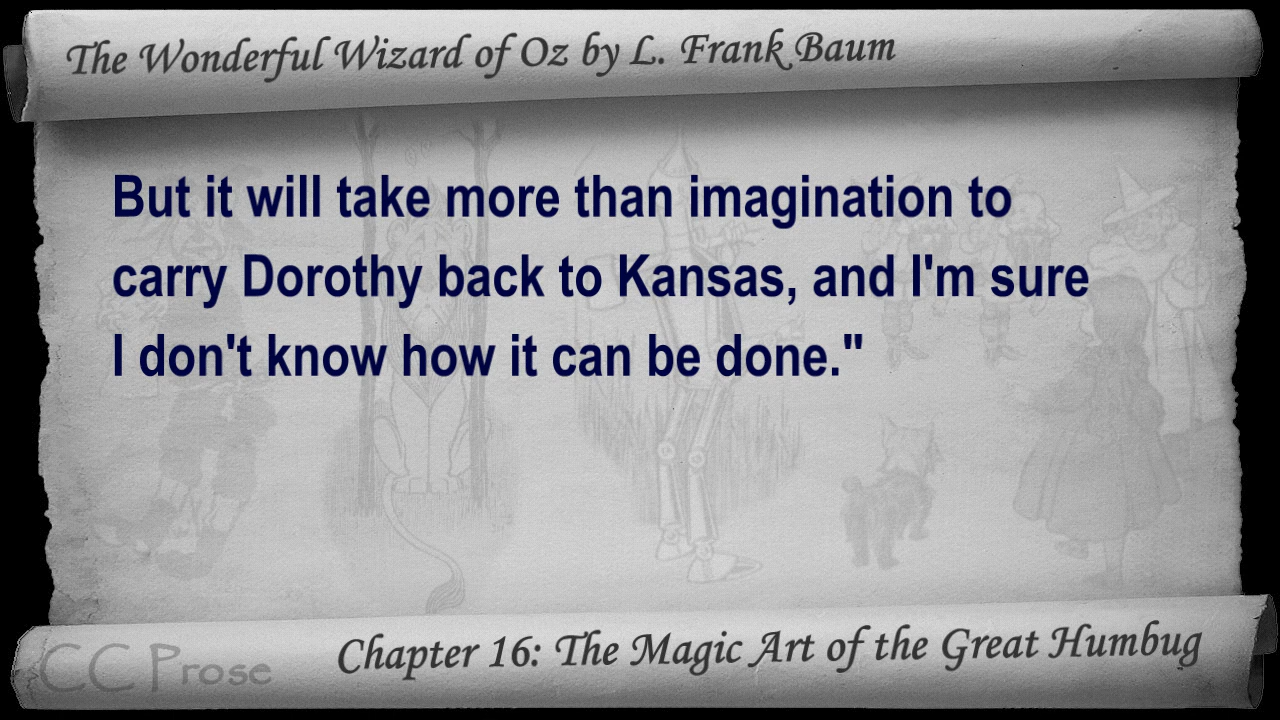 The Wonderful Wizard of Oz by L. Frank Baum
But it will take more than imagination to
carry Dorothy back to Kansas, and I'm sure
I don't know how it can be done."
Chapter 16: The Magic Art of the Great Humbug
CC Prose